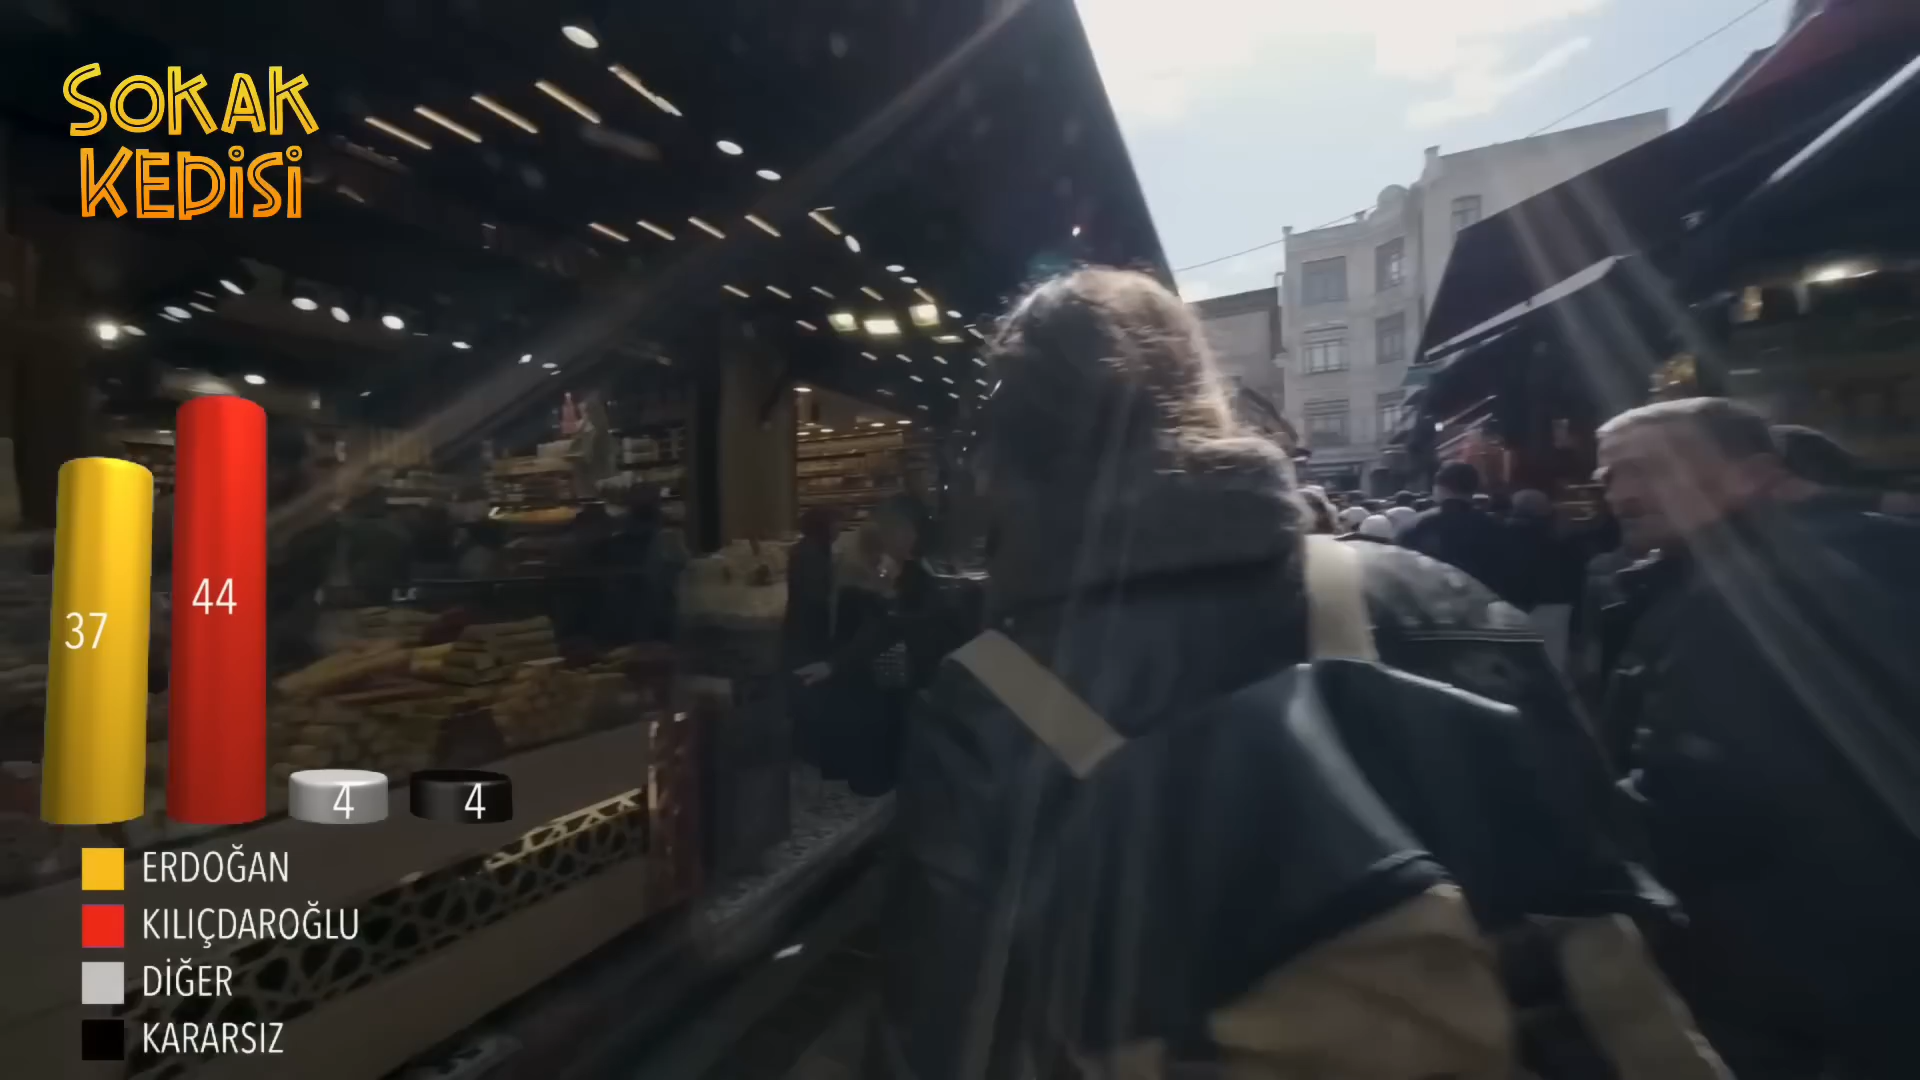 SOKAK
KEDİSİ
37
44
4
4
ERDOĞAN
KILIÇDAROĞLU
DİĞER
KARARSIZ